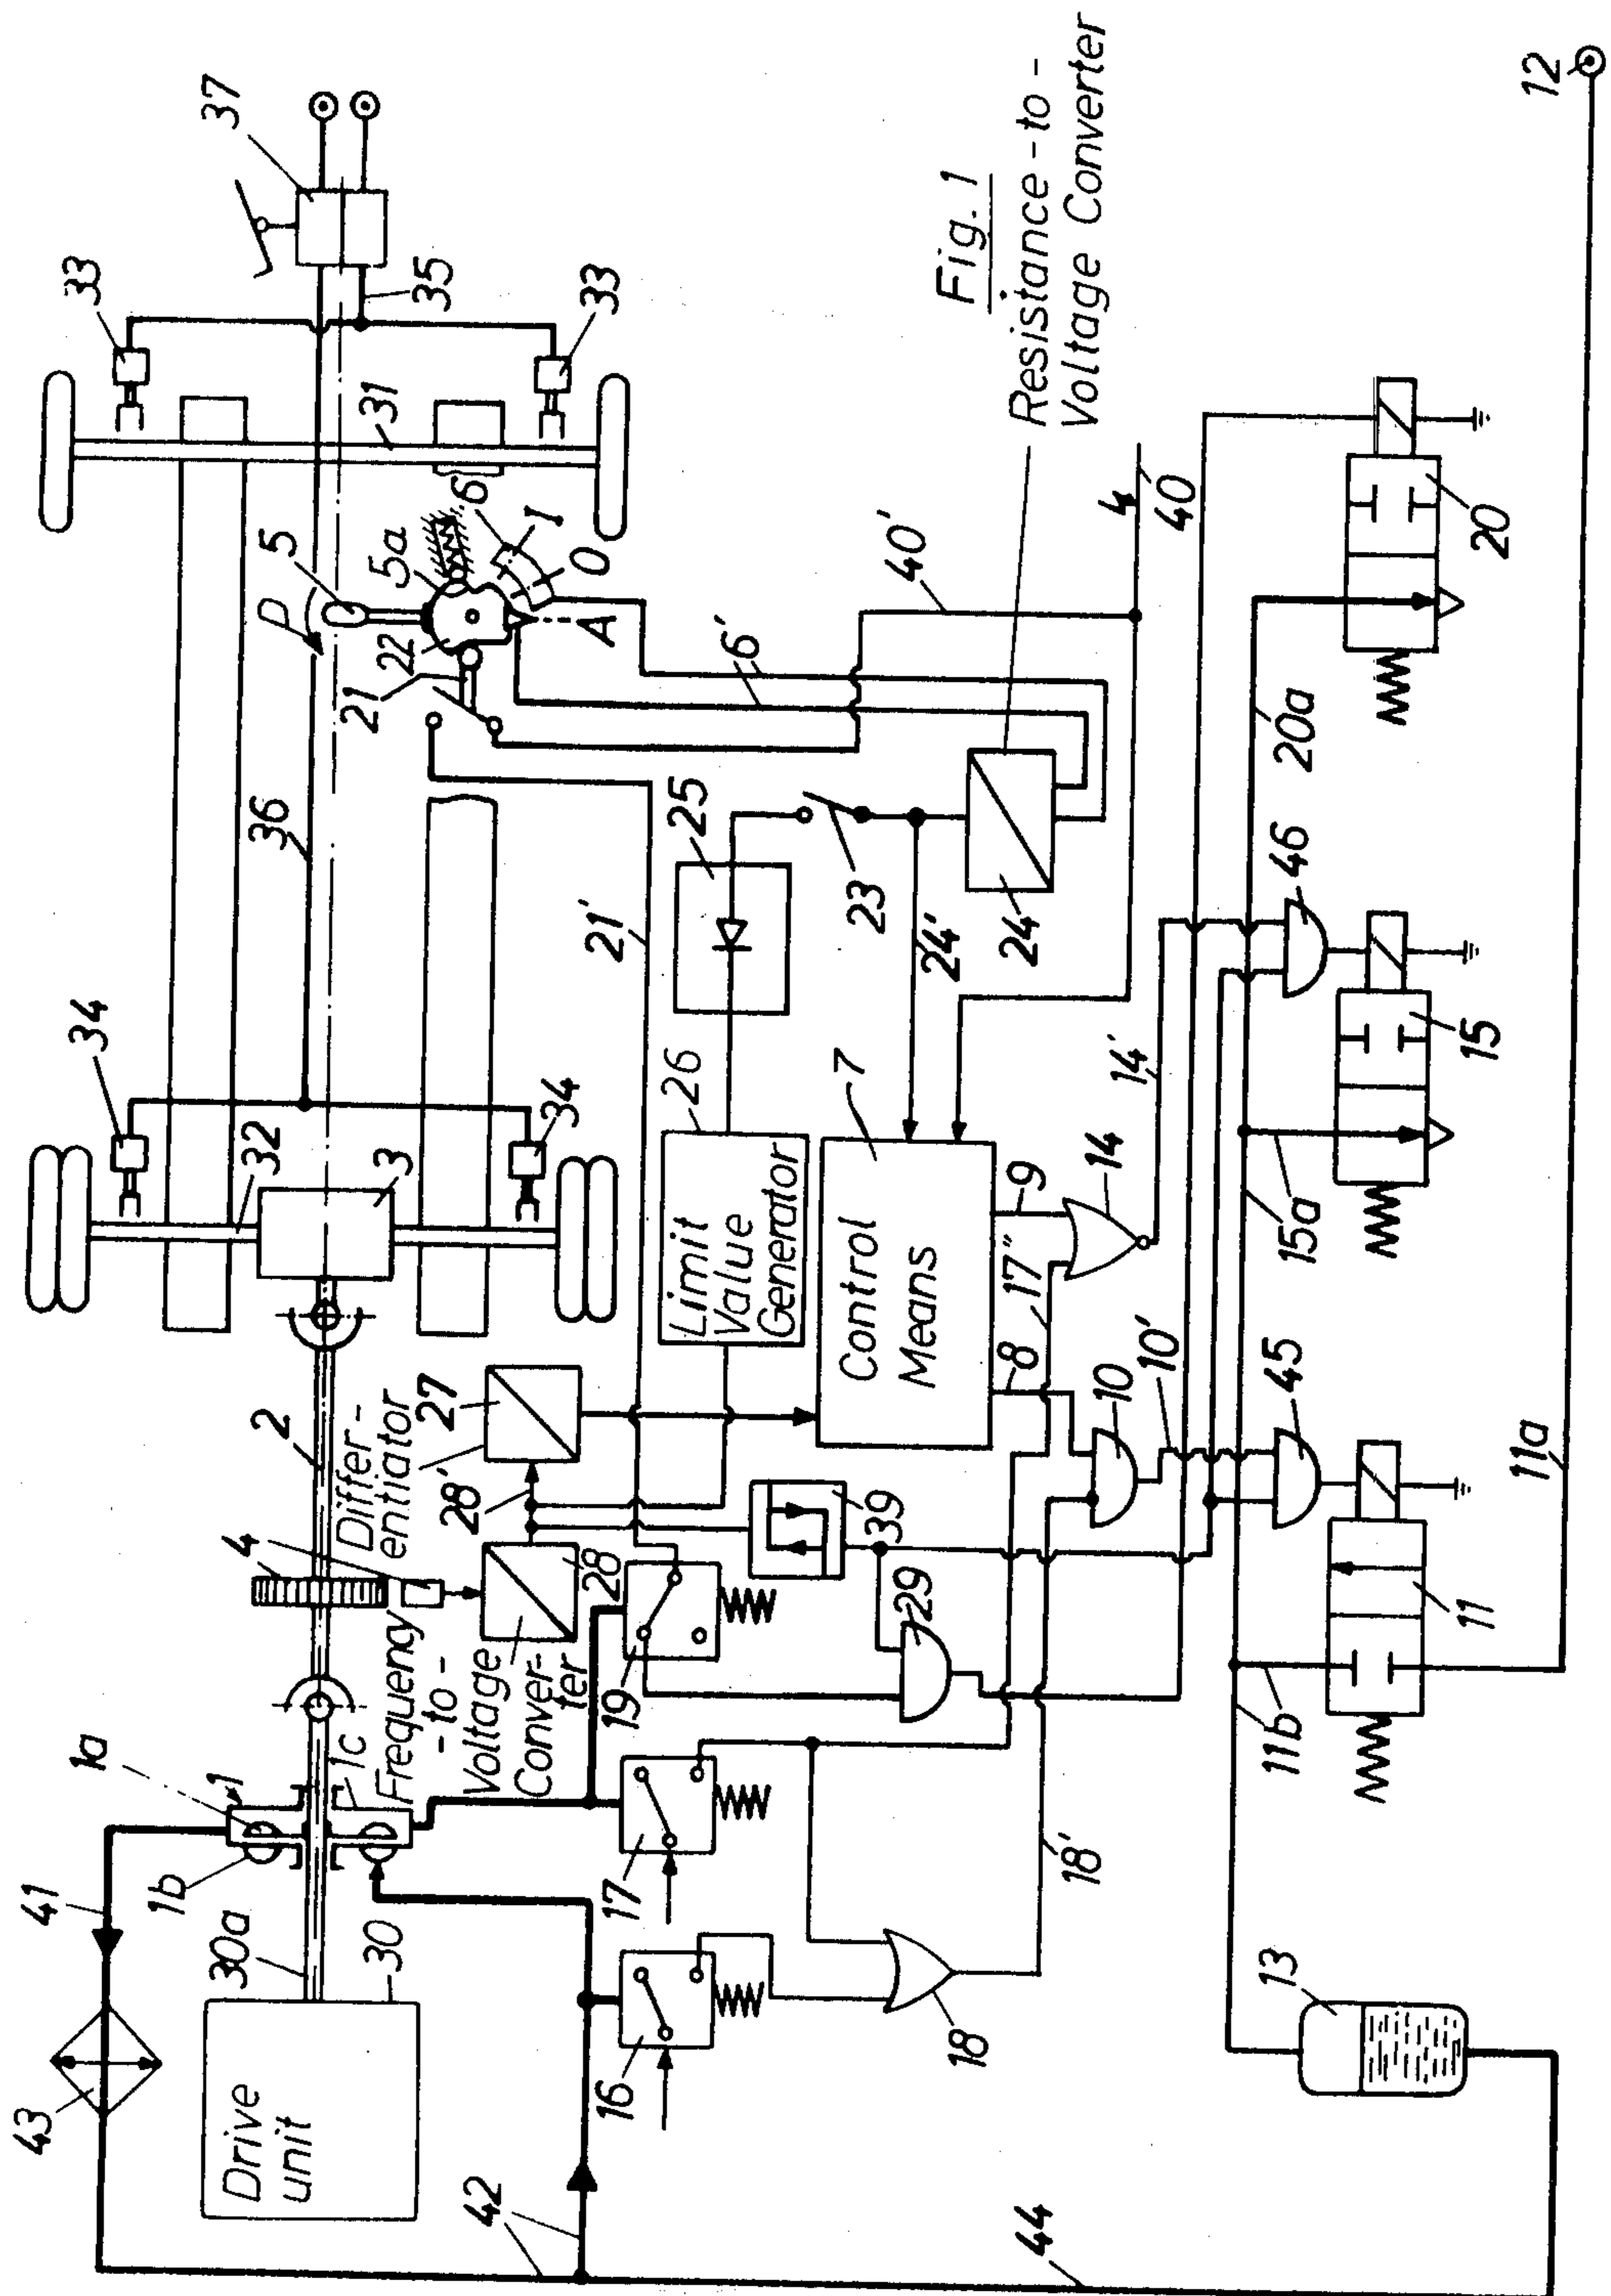 Fig. 1
Resistance-to-
Voltage Converter
37
33
33
35
31
5
5a
6
I
O
A
P
22
21
6'
40'
4
40
12
36
21'
25
23
24'
24
20
20a
46
34
34
32
3
26
Limit
Value
Generator
7
Control
Means
9
8
14
14'
17"
15
15a
2
Differ-
entiator
27
28'
4
28
Frequency
-to-
Voltage
Conver-
ter
39
29
19
10
10'
45
11
11a
11b
1a
1
1c
1b
41
43
30a
30
Drive
unit
42
17
16
18
18'
13
44